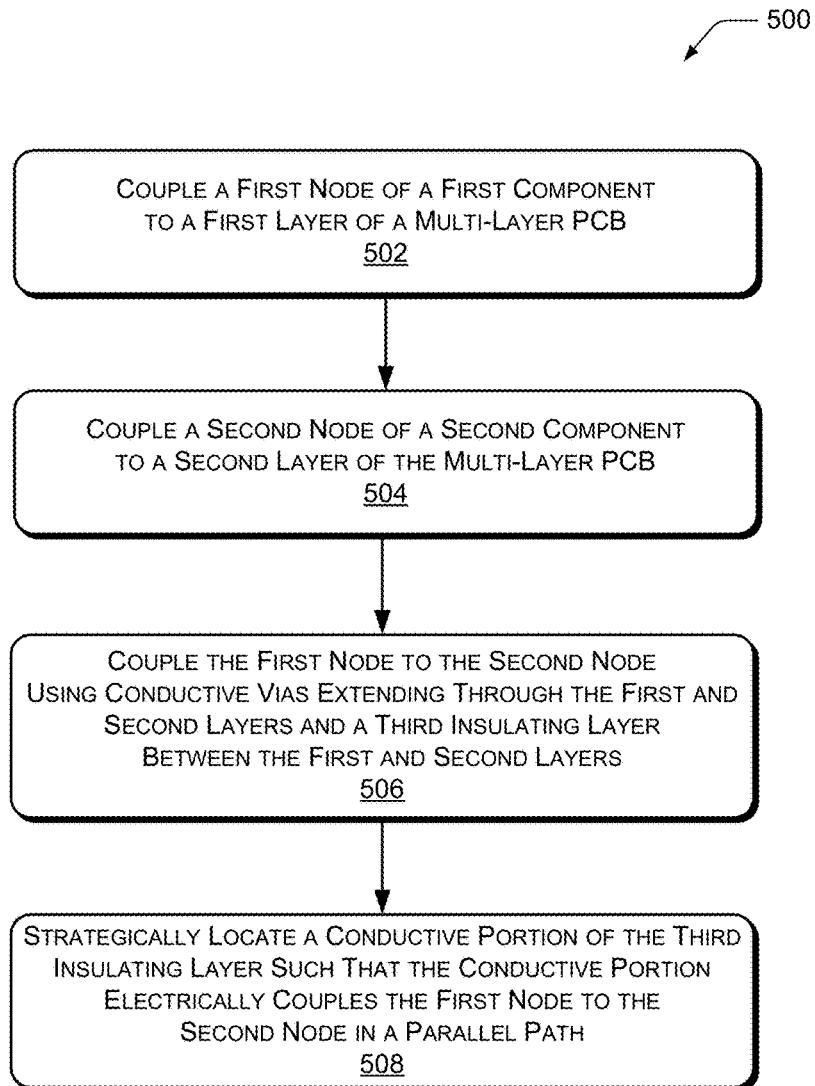 500
COUPLE A FIRST NODE OF A FIRST COMPONENT
TO A FIRST LAYER OF A MULTI-LAYER PCB
502
COUPLE A SECOND NODE OF A SECOND COMPONENT
TO A SECOND LAYER OF THE MULTI-LAYER PCB
504
COUPLE THE FIRST NODE TO THE SECOND NODE
USING CONDUCTIVE VIAS EXTENDING THROUGH THE FIRST AND
SECOND LAYERS AND A THIRD INSULATING LAYER
BETWEEN THE FIRST AND SECOND LAYERS
506
STRATEGICALLY LOCATE A CONDUCTIVE PORTION OF THE THIRD
INSULATING LAYER SUCH THAT THE CONDUCTIVE PORTION
ELECTRICALLY COUPLES THE FIRST NODE TO THE
SECOND NODE IN A PARALLEL PATH
508